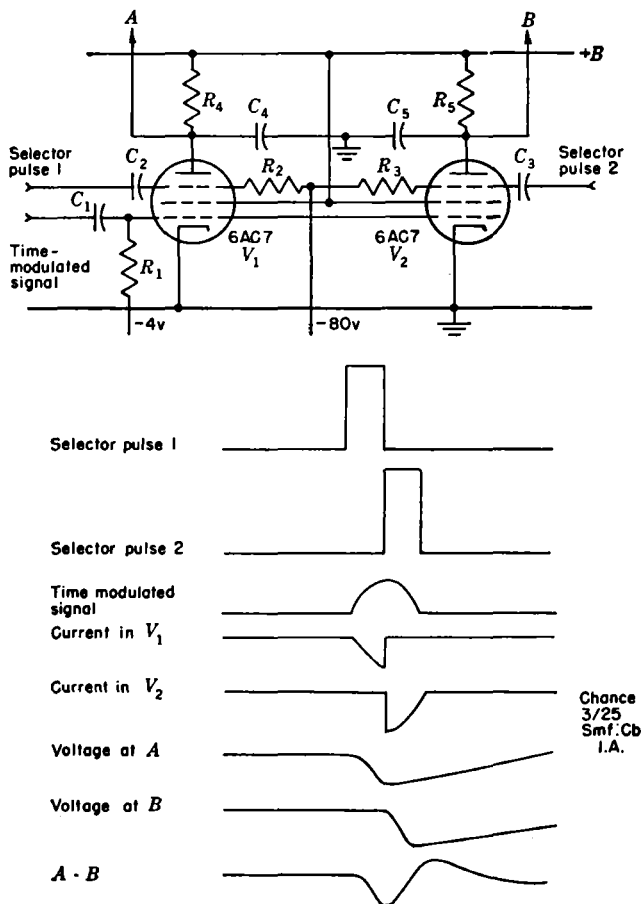 A
B
+B
R4
C4
C5
R5
Selector
pulse 1
C2
R2
R3
C3
Selector
pulse 2
C1
6AC7
V1
6AC7
V2
Time-
modulated
signal
R1
-4v
-80v
Selector pulse 1
Selector pulse 2
Time modulated
signal
Current in V1
Current in V2
Chance
3/25
Smf:Cb
I.A.
Voltage at A
Voltage at B
A - B